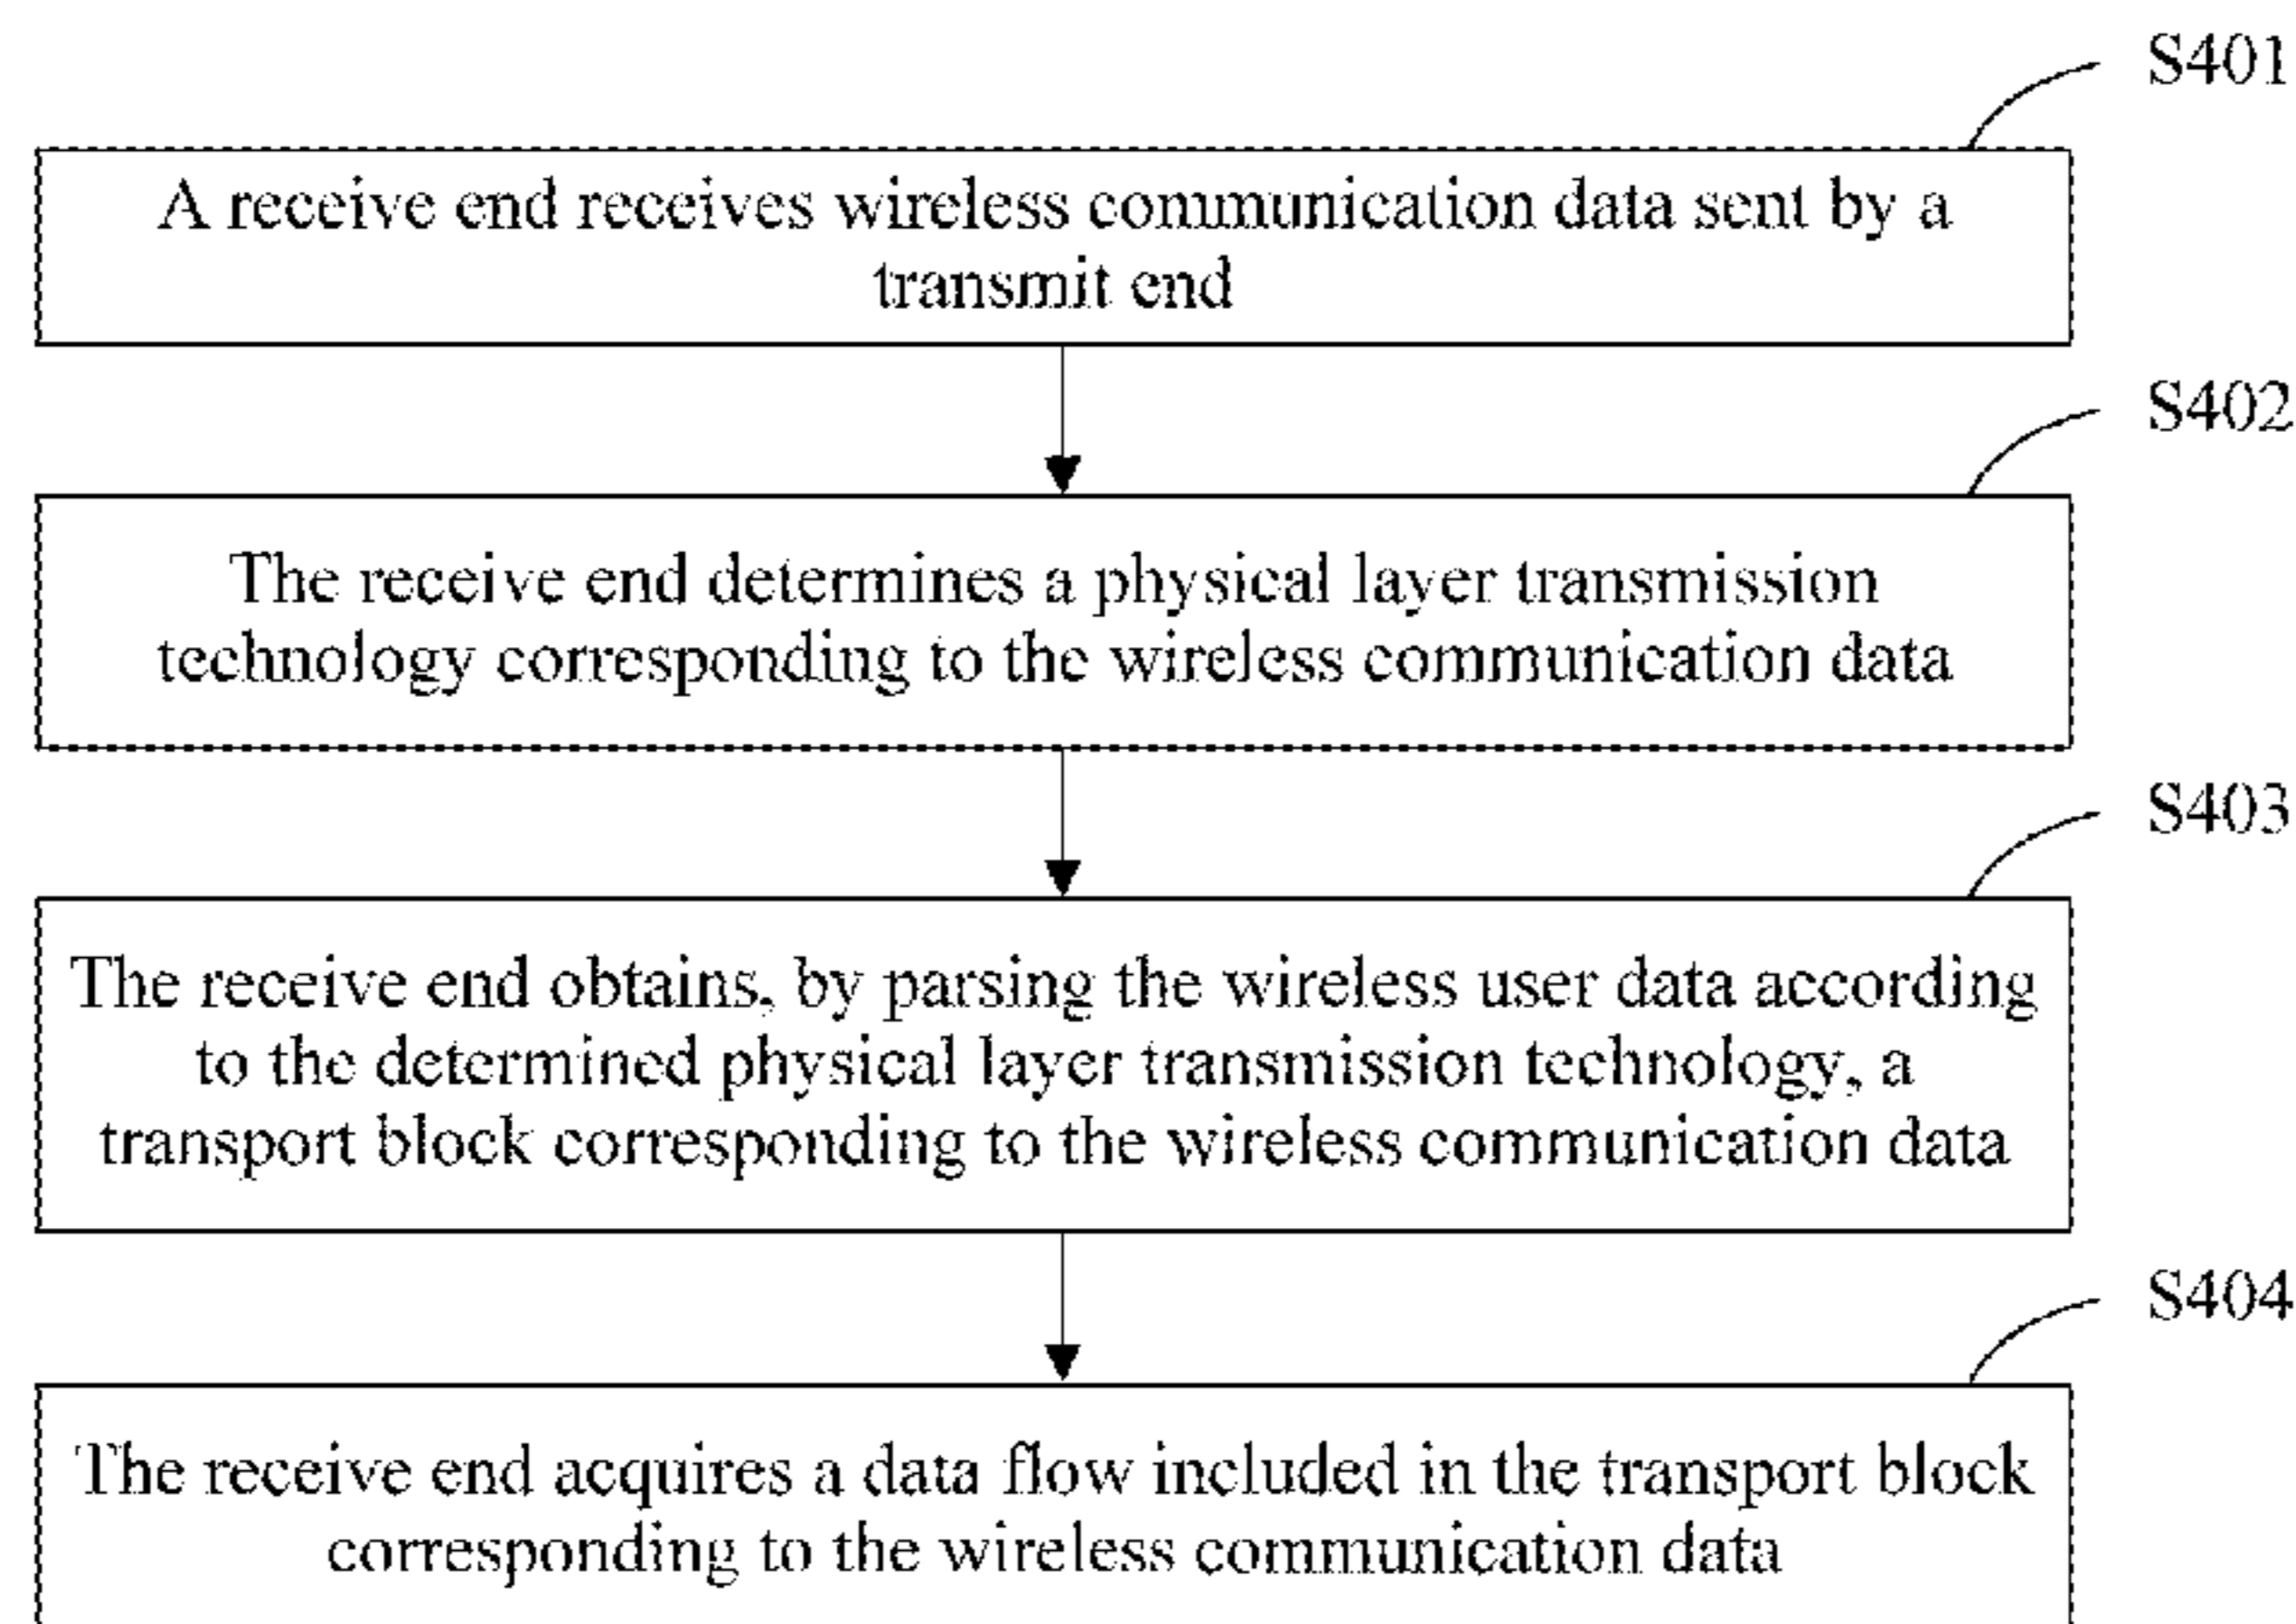 S401
A receive end receives wireless communication data sent by a
transmit end
S402
The receive end determines a physical layer transmission
technology corresponding to the wireless communication data
S403
The receive end obtains, by parsing the wireless user data according
to the determined physical layer transmission technology, a
transport block corresponding to the wireless communication data
S404
The receive end acquires a data flow included in the transport block
corresponding to the wireless communication data